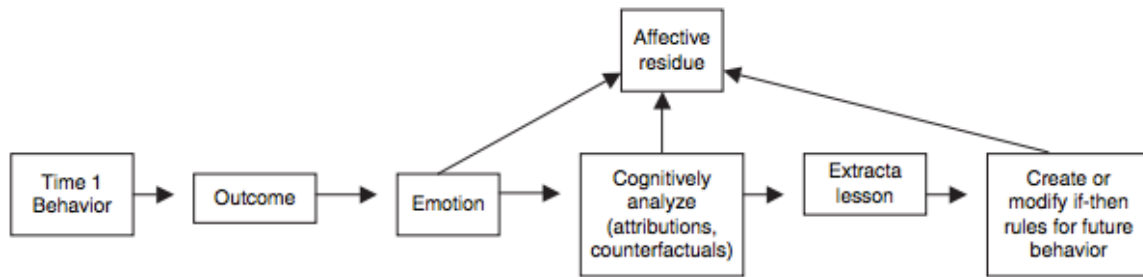 Affective
residue
Time 1
Behavior
Outcome
Emotion
Cognitively
analyze
(attributions,
counterfactuals)
Extracta
lesson
Create or
modify if-then
rules for future
behavior